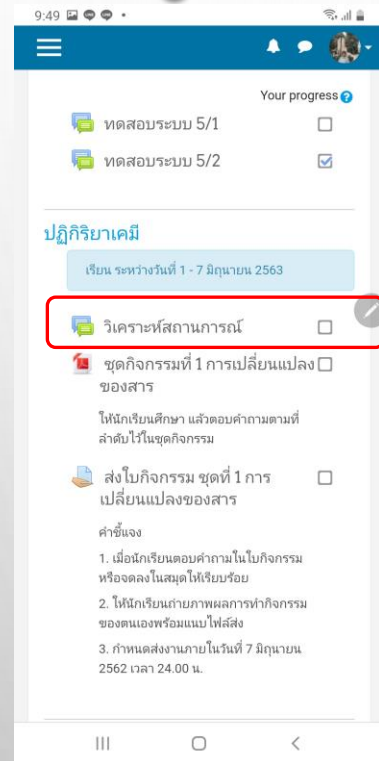 9:49
Your progress
ทดสอบระบบ 5/1
ทดสอบระบบ 5/2
ปฏิกิริยาเคมี
เรียน ระหว่างวันที่ 1 - 7 มิถุนายน 2563
วิเคราะห์สถานการณ์
ชุดกิจกรรมที่ 1 การเปลี่ยนแปลง
ของสาร
ให้นักเรียนศึกษา แล้วตอบคำถามตามที่
ลำดับไว้ในชุดกิจกรรม
ส่งใบกิจกรรม ชุดที่ 1 การ
เปลี่ยนแปลงของสาร
คำชี้แจง
1. เมื่อนักเรียนตอบคำถามในใบกิจกรรม
หรือจดลงในสมุดให้เรียบร้อย
2. ให้นักเรียนถ่ายภาพผลการทำกิจกรรม
ของตนเองพร้อมแนบไฟล์ส่ง
3. กำหนดส่งงานภายในวันที่ 7 มิถุนายน
2562 เวลา 24.00 น.